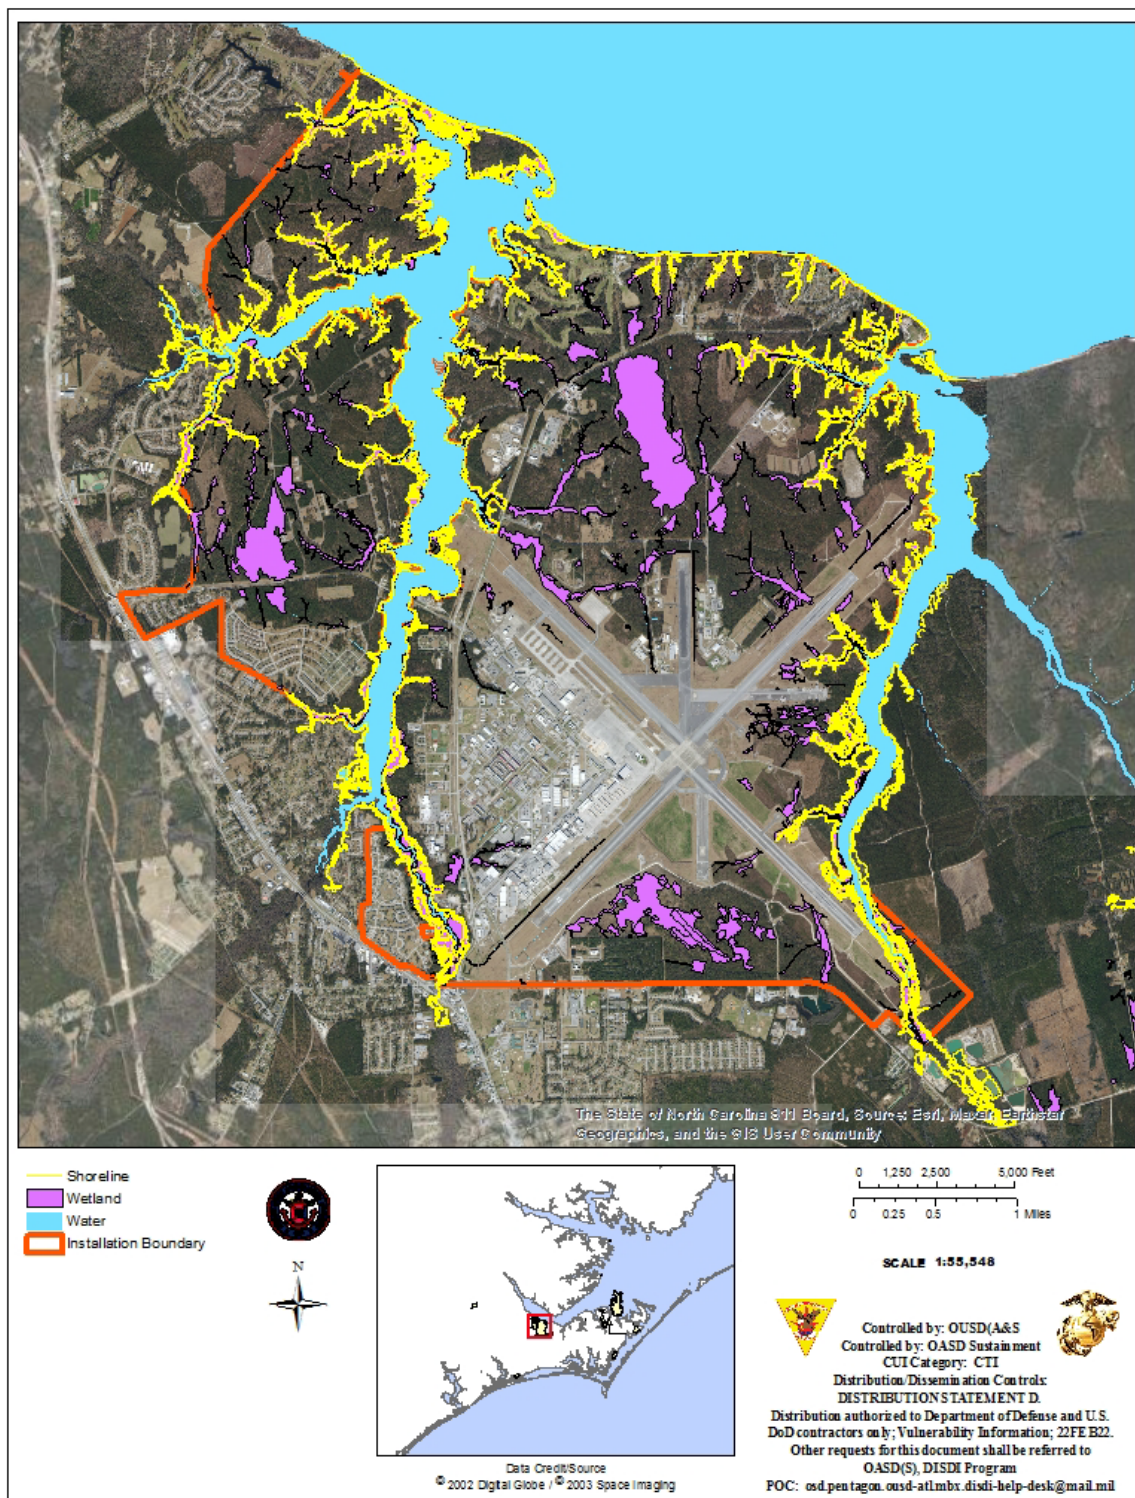 The State of North Carolina 911 Board, Source: Esri, Maxar, Earthstar
Geographics, and the GIS User Community
Shoreline
Wetland
Water
Installation Boundary
N
0 1,250 2,500 5,000 Feet
0 0.25 0.5 1 Miles
SCALE 1:55,548
Controlled by: OUSD(A&S
Controlled by: OASD Sustainment
CUI Category: CTI
Distribution/Dissemination Controls:
DISTRIBUTION STATEMENT D.
Distribution authorized to Department of Defense and U.S.
DoD contractors only; Vulnerability Information; 22FEB22.
Other requests for this document shall be referred to
OASD(S), DISDI Program
POC: osd.pentagon.ousd-atl.mbx.disdi-help-desk@mail.mil
Data Credit/Source
© 2002 Digital Globe / © 2003 Space Imaging